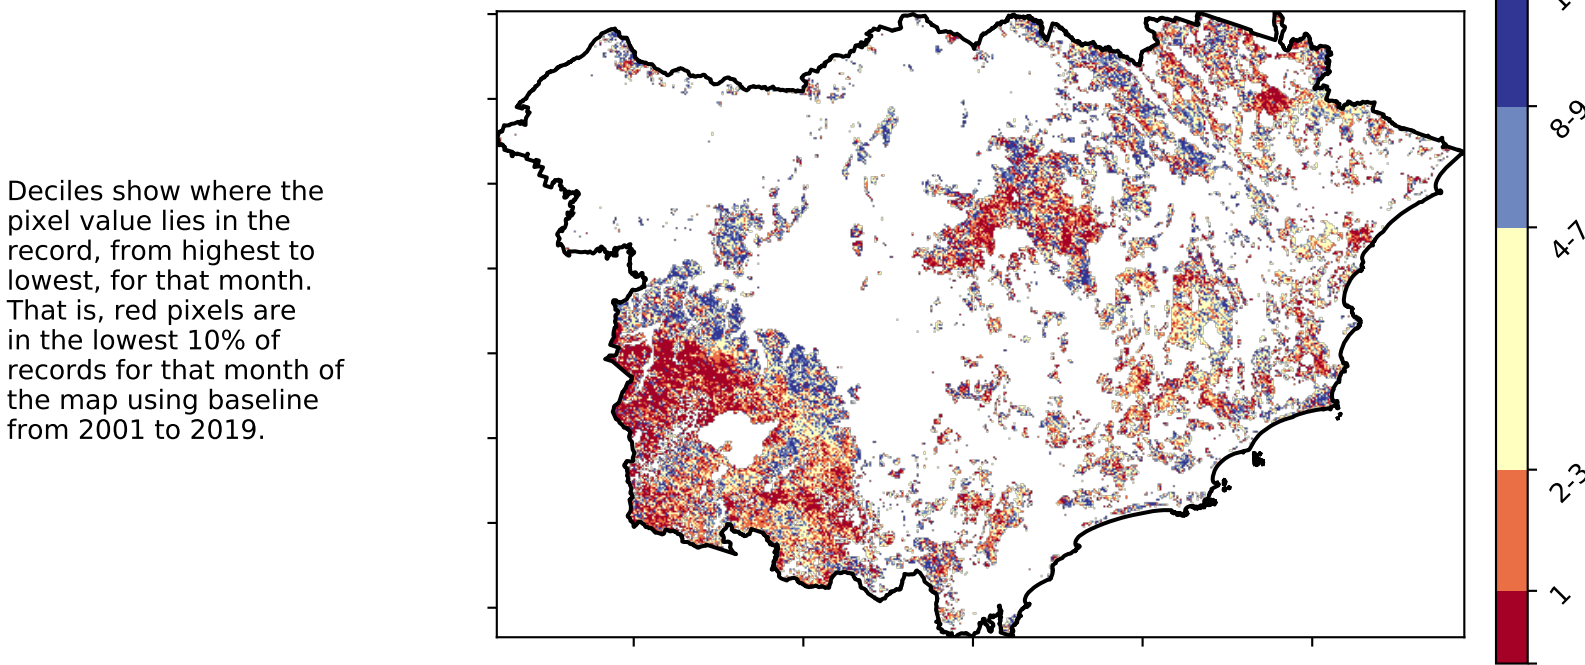 Deciles show where the
pixel value lies in the
record, from highest to
lowest, for that month.
That is, red pixels are
in the lowest 10% of
records for that month of
the map using baseline
from 2001 to 2019.
8-9
4-7
2-3
1